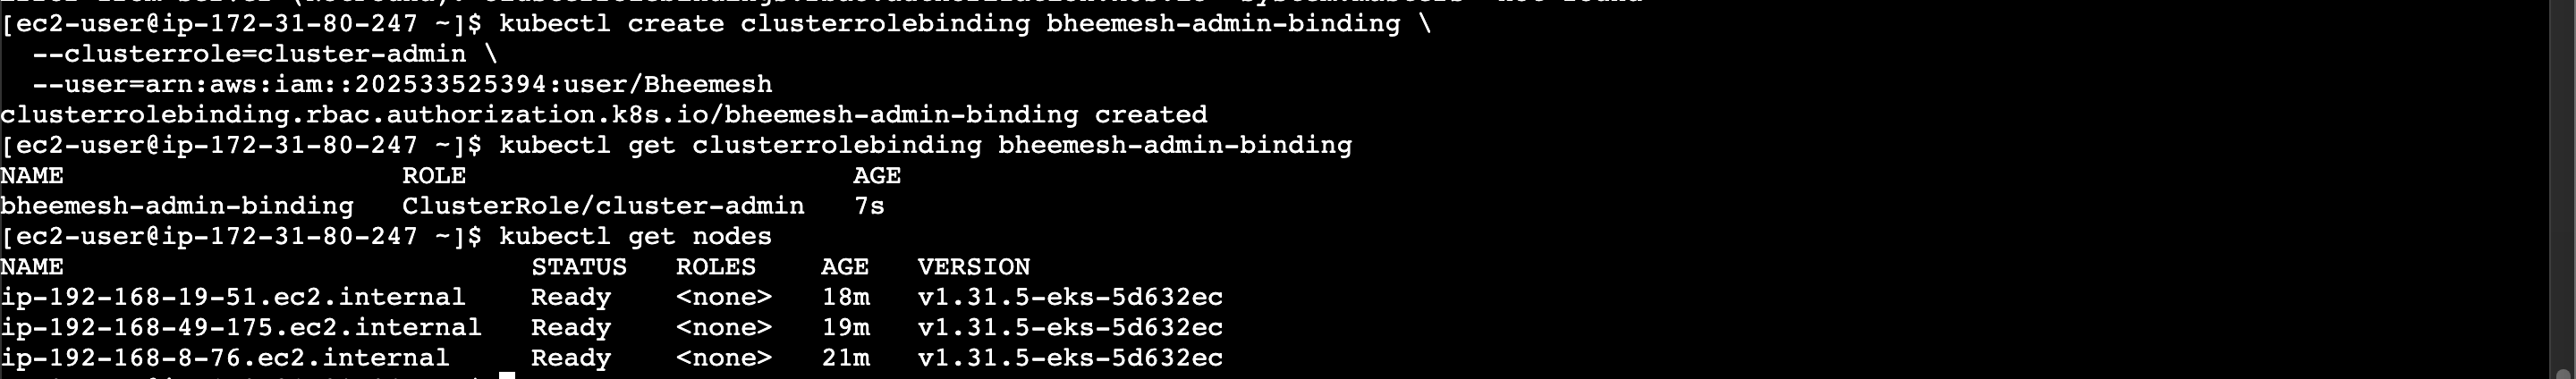 [ec2-user@ip-172-31-80-247 ~]$ kubectl create clusterrolebinding bheemesh-admin-binding \
  --clusterrole=cluster-admin \
  --user=arn:aws:iam::202533525394:user/Bheemesh
clusterrolebinding.rbac.authorization.k8s.io/bheemesh-admin-binding created
[ec2-user@ip-172-31-80-247 ~]$ kubectl get clusterrolebinding bheemesh-admin-binding
NAME                     ROLE                        AGE
bheemesh-admin-binding   ClusterRole/cluster-admin   7s
[ec2-user@ip-172-31-80-247 ~]$ kubectl get nodes
NAME                             STATUS   ROLES    AGE   VERSION
ip-192-168-19-51.ec2.internal    Ready    <none>   18m   v1.31.5-eks-5d632ec
ip-192-168-49-175.ec2.internal   Ready    <none>   19m   v1.31.5-eks-5d632ec
ip-192-168-8-76.ec2.internal     Ready    <none>   21m   v1.31.5-eks-5d632ec